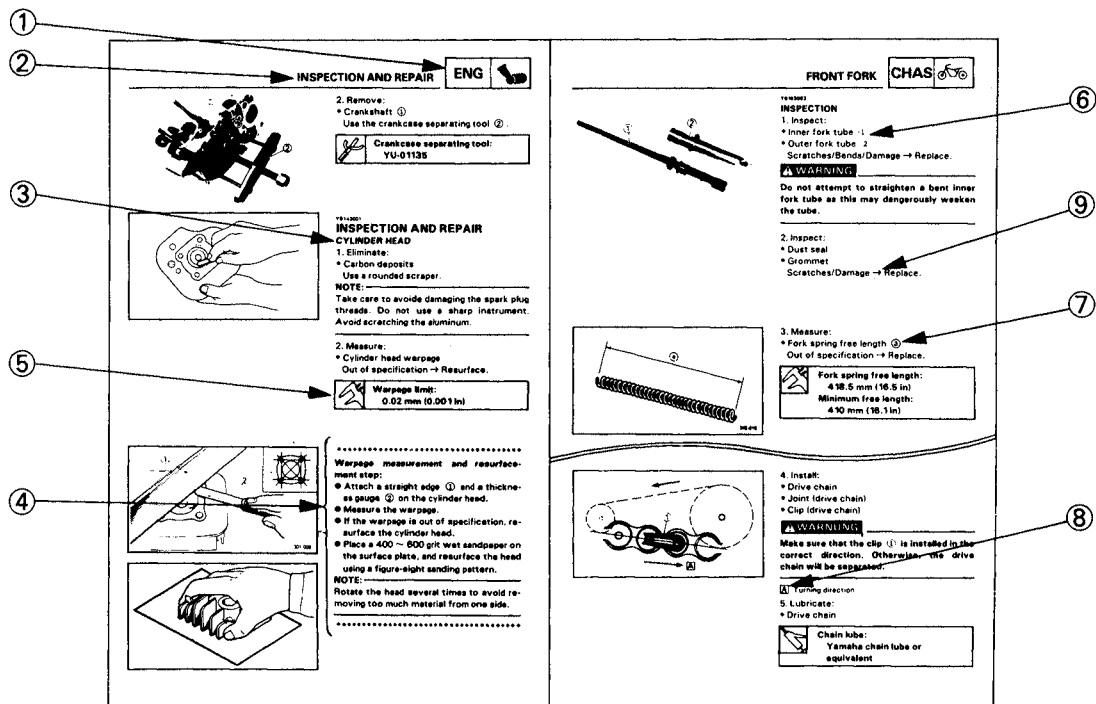 ①
②
INSPECTION AND REPAIR
ENG
2. Remove:
• Crankshaft ①
Use the crankcase separating tool ② .
Crankcase separating tool:
YU-01135
②
③
INSPECTION AND REPAIR
CYLINDER HEAD
1. Eliminate:
• Carbon deposits
Use a rounded scraper.
NOTE:
Take care to avoide damaging the spark plug
threads. Do not use a sharp instrument.
Avoid scratching the aluminum.
2. Measure:
• Cylinder head warpage
Out of specification → Resurface.
⑤
Warpage limit:
0.02 mm (0.001 in)
④
Warpage measurement and resurface-
ment step:
● Attach a straight edge ① and a thickne-
ss gauge ② on the cylinder head.
● Measure the warpage.
● If the warpage is out of specification, re-
surface the cylinder head.
● Place a 400 ~ 600 grit wet sandpaper on
the surface plate, and resurface the head
using a figure-eight sanding pattern.
NOTE:
Rotate the head several times to avoid re-
moving too much material from one side.
FRONT FORK
CHAS
⑥
INSPECTION
1. Inspect:
• Inner fork tube 1
• Outer fork tube 2
Scratches/Bends/Damage → Replace.
WARNING
Do not attempt to straighten a bent inner
fork tube as this may dangerously weaken
the tube.
①
②
⑨
2. Inspect:
• Dust seal
• Grommet
Scratches/Damage → Replace.
⑦
3. Measure:
• Fork spring free length ⓐ
Out of specification → Replace.
ⓐ
Fork spring free length:
418.5 mm (16.5 in)
Minimum free length:
410 mm (16.1 in)
4. Install:
• Drive chain
• Joint (drive chain)
• Clip (drive chain)
WARNING
⑧
Make sure that the clip ① is installed in the
correct direction. Otherwise, the drive
chain will be separated.
A
A Turning direction
5. Lubricate:
• Drive chain
Chain lube:
Yamaha chain lube or
equivalent